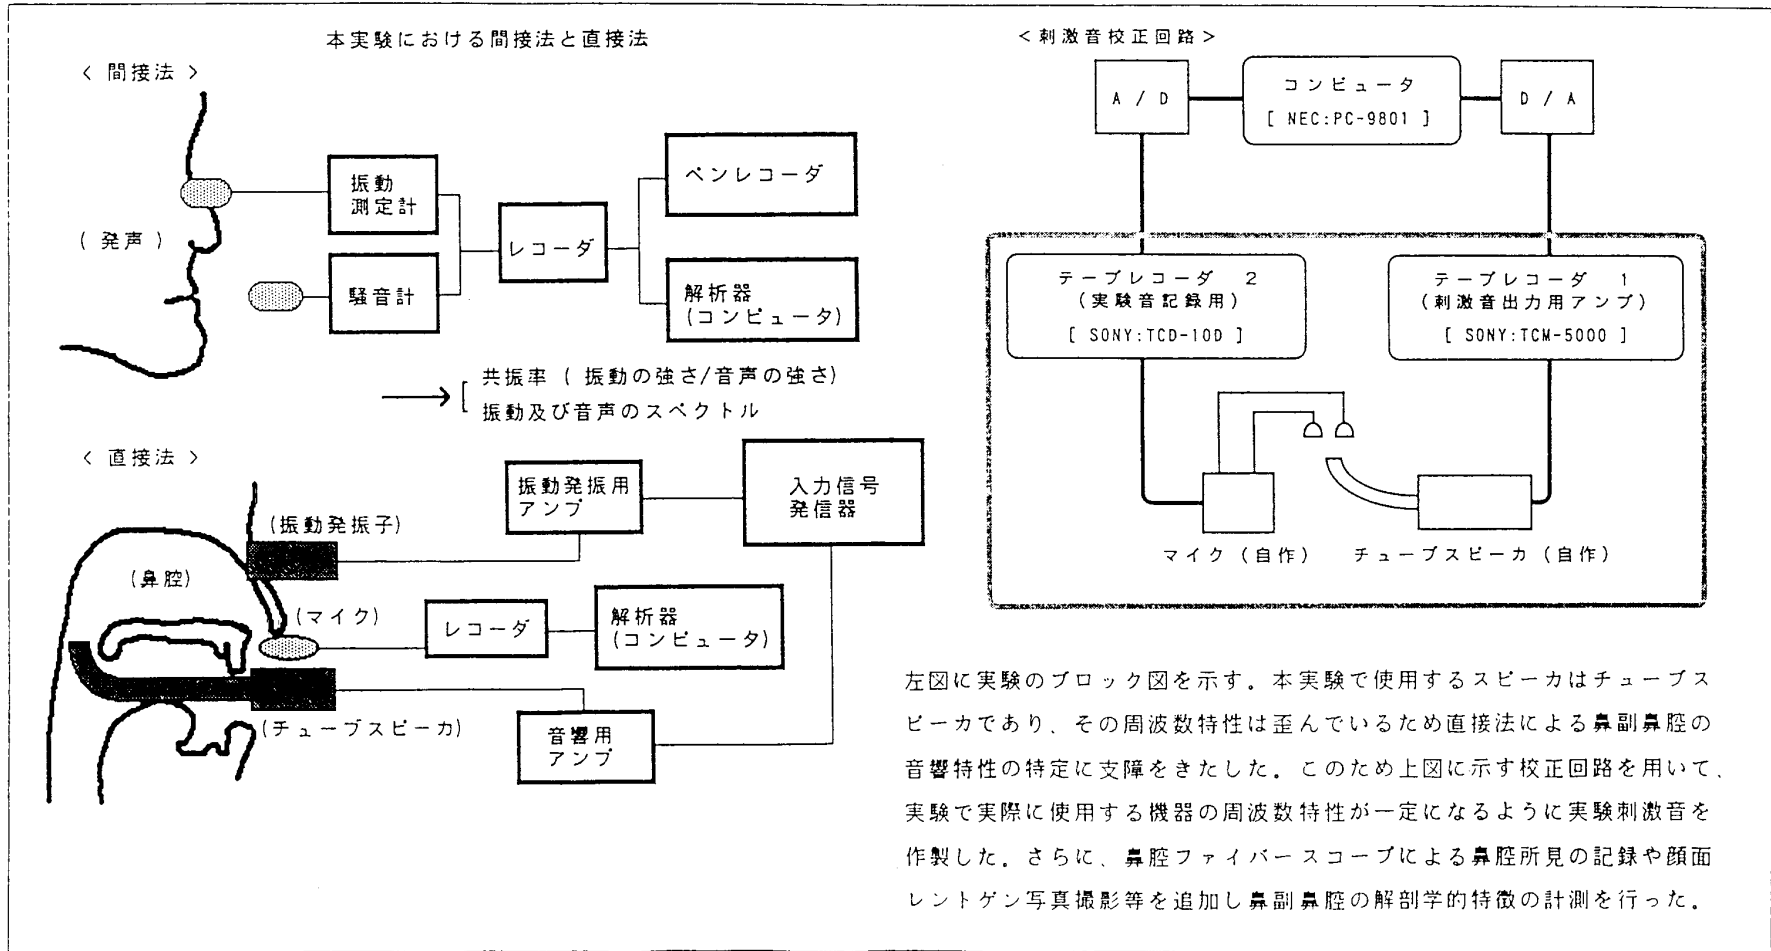 本実験における間接法と直接法
< 間接法 >
( 発声 )
振動
測定計
騒音計
レコーダ
ペンレコーダ
解析器
(コンピュータ)
共振率 ( 振動の強さ/音声の強さ)
振動及び音声のスペクトル
< 直接法 >
(振動発振子)
(鼻腔)
(マイク)
(チューブスピーカ)
振動発振用
アンプ
入力信号
発信器
レコーダ
解析器
(コンピュータ)
音響用
アンプ
<刺激音校正回路>
A / D
コンピュータ
[ NEC:PC-9801 ]
D / A
テープレコーダ 2
(実験音記録用)
[ SONY:TCD-10D ]
テープレコーダ 1
(刺激音出力用アンプ)
[ SONY:TCM-5000 ]
マイク (自作)
チューブスピーカ (自作)
左図に実験のブロック図を示す。本実験で使用するスピーカはチューブス
ピーカであり、その周波数特性は歪んでいるため直接法による鼻副鼻腔の
音響特性の特定に支障をきたした。このため上図に示す校正回路を用いて、
実験で実際に使用する機器の周波数特性が一定になるように実験刺激音を
作製した。さらに、鼻腔ファイバースコープによる鼻腔所見の記録や顔面
レントゲン写真撮影等を追加し鼻副鼻腔の解剖学的特徴の計測を行った。